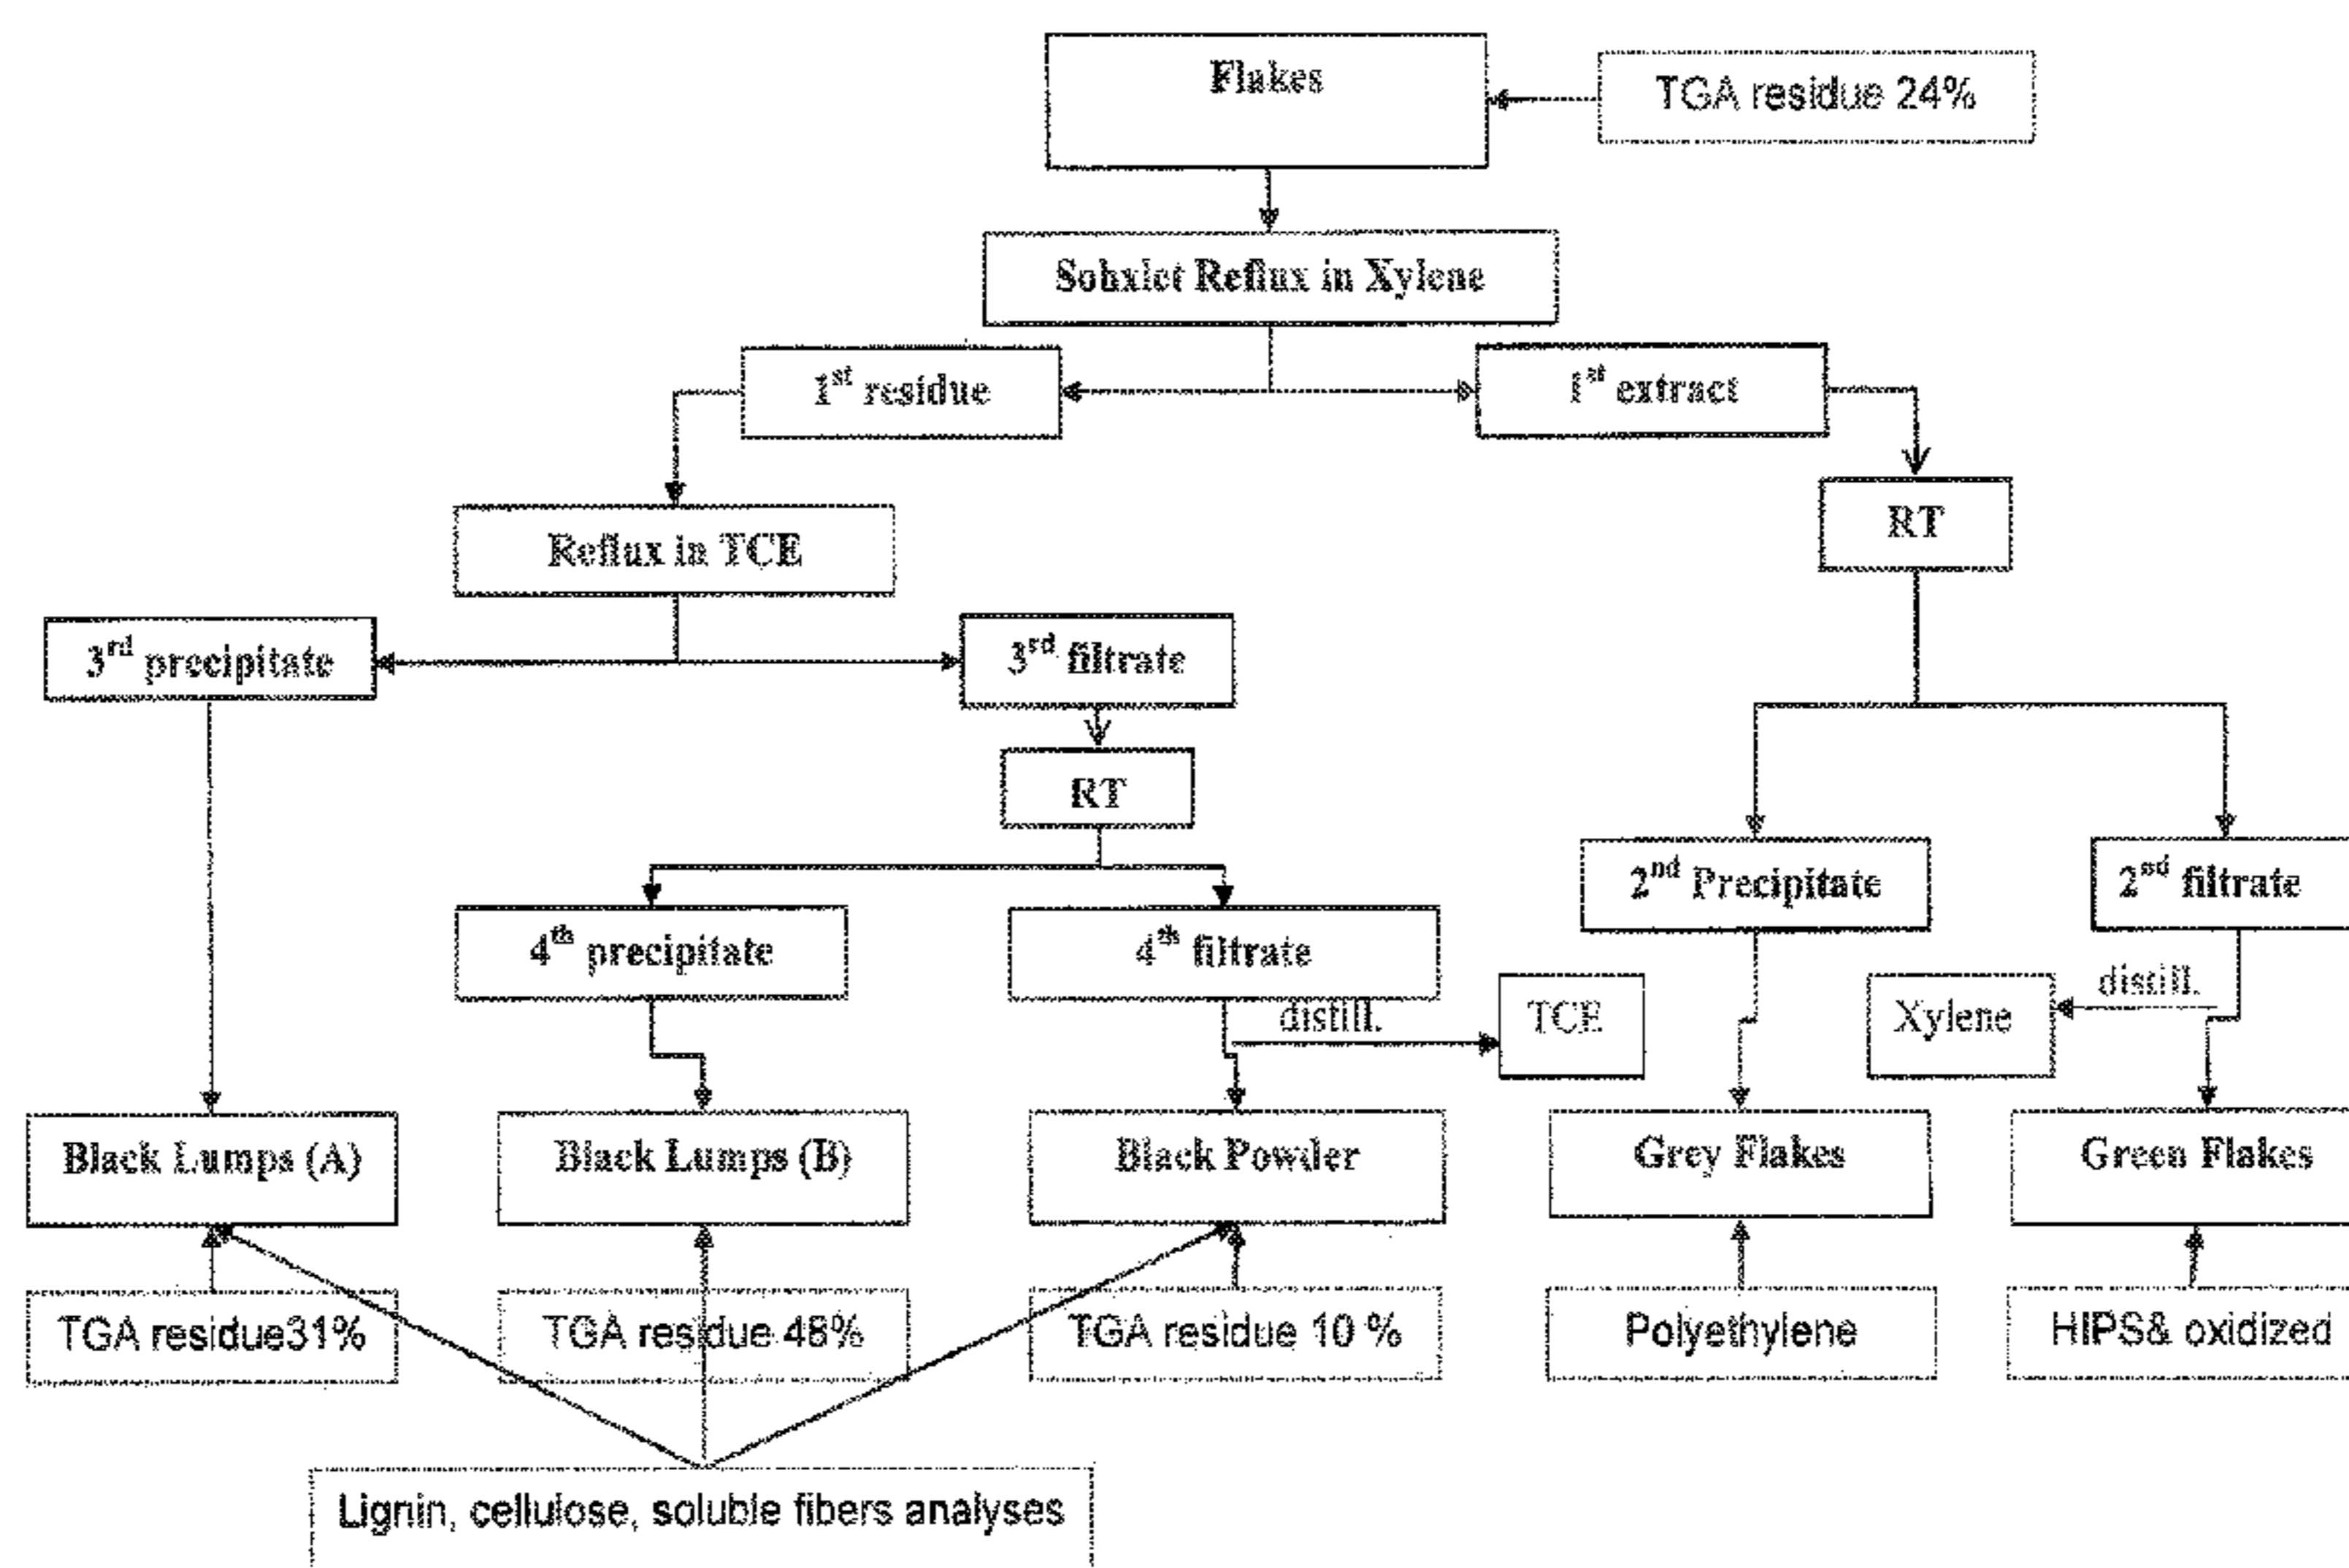 Flakes
TGA residue 24%
Sohxlet Reflux in Xylene
1st residue
1st extract
RT
Reflux in TCE
3rd precipitate
3rd filtrate
RT
2nd Precipitate
2nd filtrate
4th precipitate
4th filtrate
distill.
TCE
Xylene
distill.
Black Lumps (A)
Black Lumps (B)
Black Powder
Grey Flakes
Green Flakes
TGA residue31%
TGA residue 48%
TGA residue 10 %
Polyethylene
HIPS& oxidized
Lignin, cellulose, soluble fibers analyses